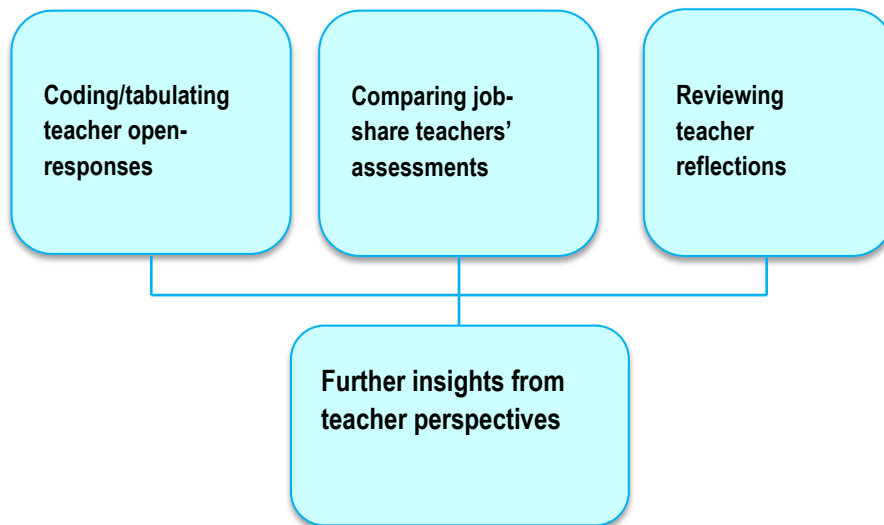 Coding/tabulating
teacher open-
responses
Comparing job-
share teachers’
assessments
Reviewing
teacher
reflections
Further insights from
teacher perspectives